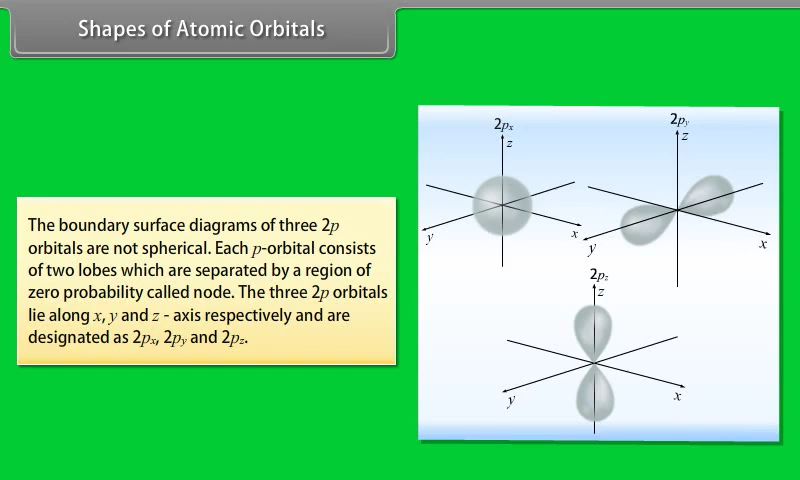 Shapes of Atomic Orbitals
The boundary surface diagrams of three 2p
orbitals are not spherical. Each p-orbital consists
of two lobes which are separated by a region of
zero probability called node. The three 2p orbitals
lie along x, y and z - axis respectively and are
designated as 2px, 2py and 2pz.
2px
z
y
x
2py
z
y
x
2pz
z
y
x